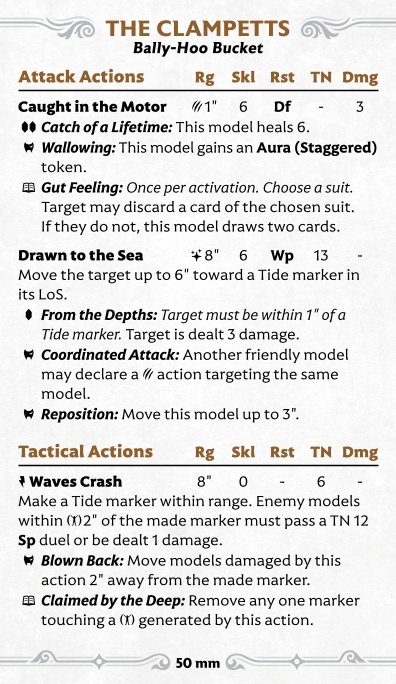 THE CLAMPETTS
Bally-Hoo Bucket
Attack Actions Rg Skl Rst TN Dmg
Caught in the Motor 1" 6 Df - 3
Catch of a Lifetime: This model heals 6.
Wallowing: This model gains an Aura (Staggered)
token.
Gut Feeling: Once per activation. Choose a suit.
Target may discard a card of the chosen suit.
If they do not, this model draws two cards.
Drawn to the Sea 8" 6 Wp 13 -
Move the target up to 6" toward a Tide marker in
its LoS.
From the Depths: Target must be within 1" of a
Tide marker. Target is dealt 3 damage.
Coordinated Attack: Another friendly model
may declare a action targeting the same
model.
Reposition: Move this model up to 3".
Tactical Actions Rg Skl Rst TN Dmg
Waves Crash 8" 0 - 6 -
Make a Tide marker within range. Enemy models
within 2" of the made marker must pass a TN 12
Sp duel or be dealt 1 damage.
Blown Back: Move models damaged by this
action 2" away from the made marker.
Claimed by the Deep: Remove any one marker
touching a generated by this action.
50 mm